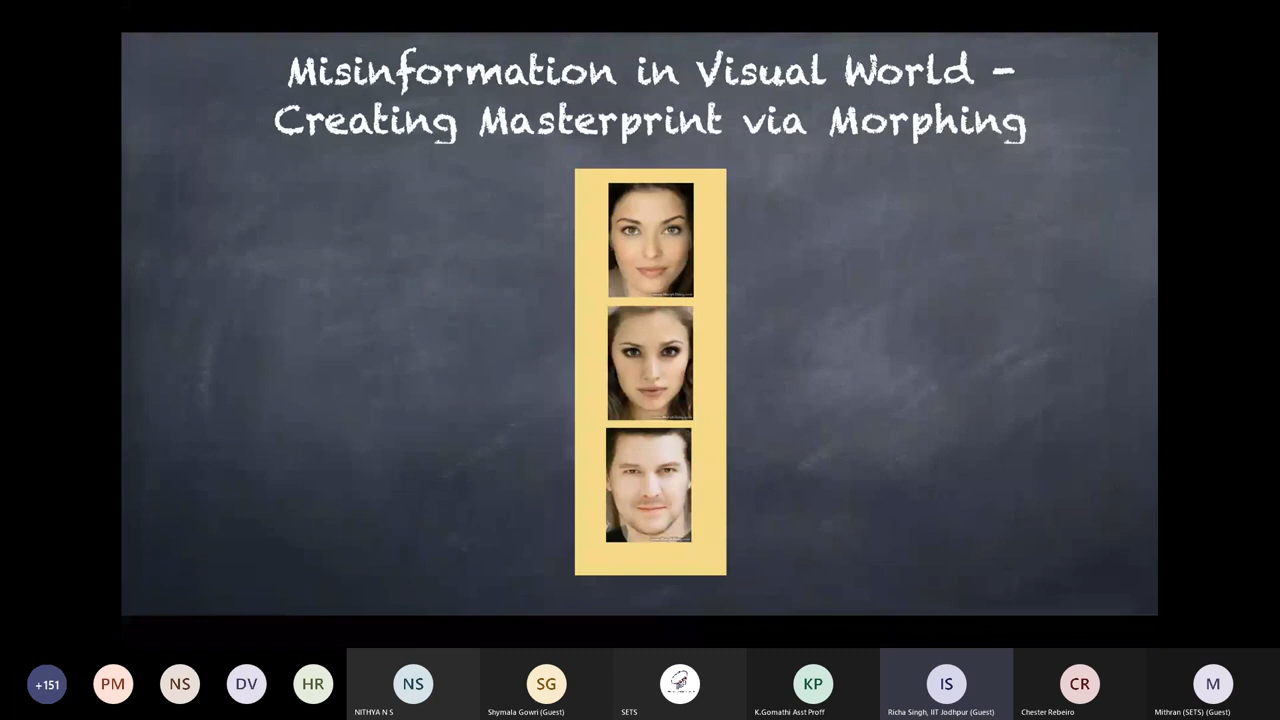 Misinformation in Visual World -
Creating Masterprint via Morphing
+151
PM
NS
DV
HR
NS
SG
KP
IS
CR
M
NITHYA N S
Shymala Gowri (Guest)
SETS
K.Gomathi Asst Proff
Richa Singh, IIT Jodhpur (Guest)
Chester Rebeiro
Mithran (SETS) (Guest)